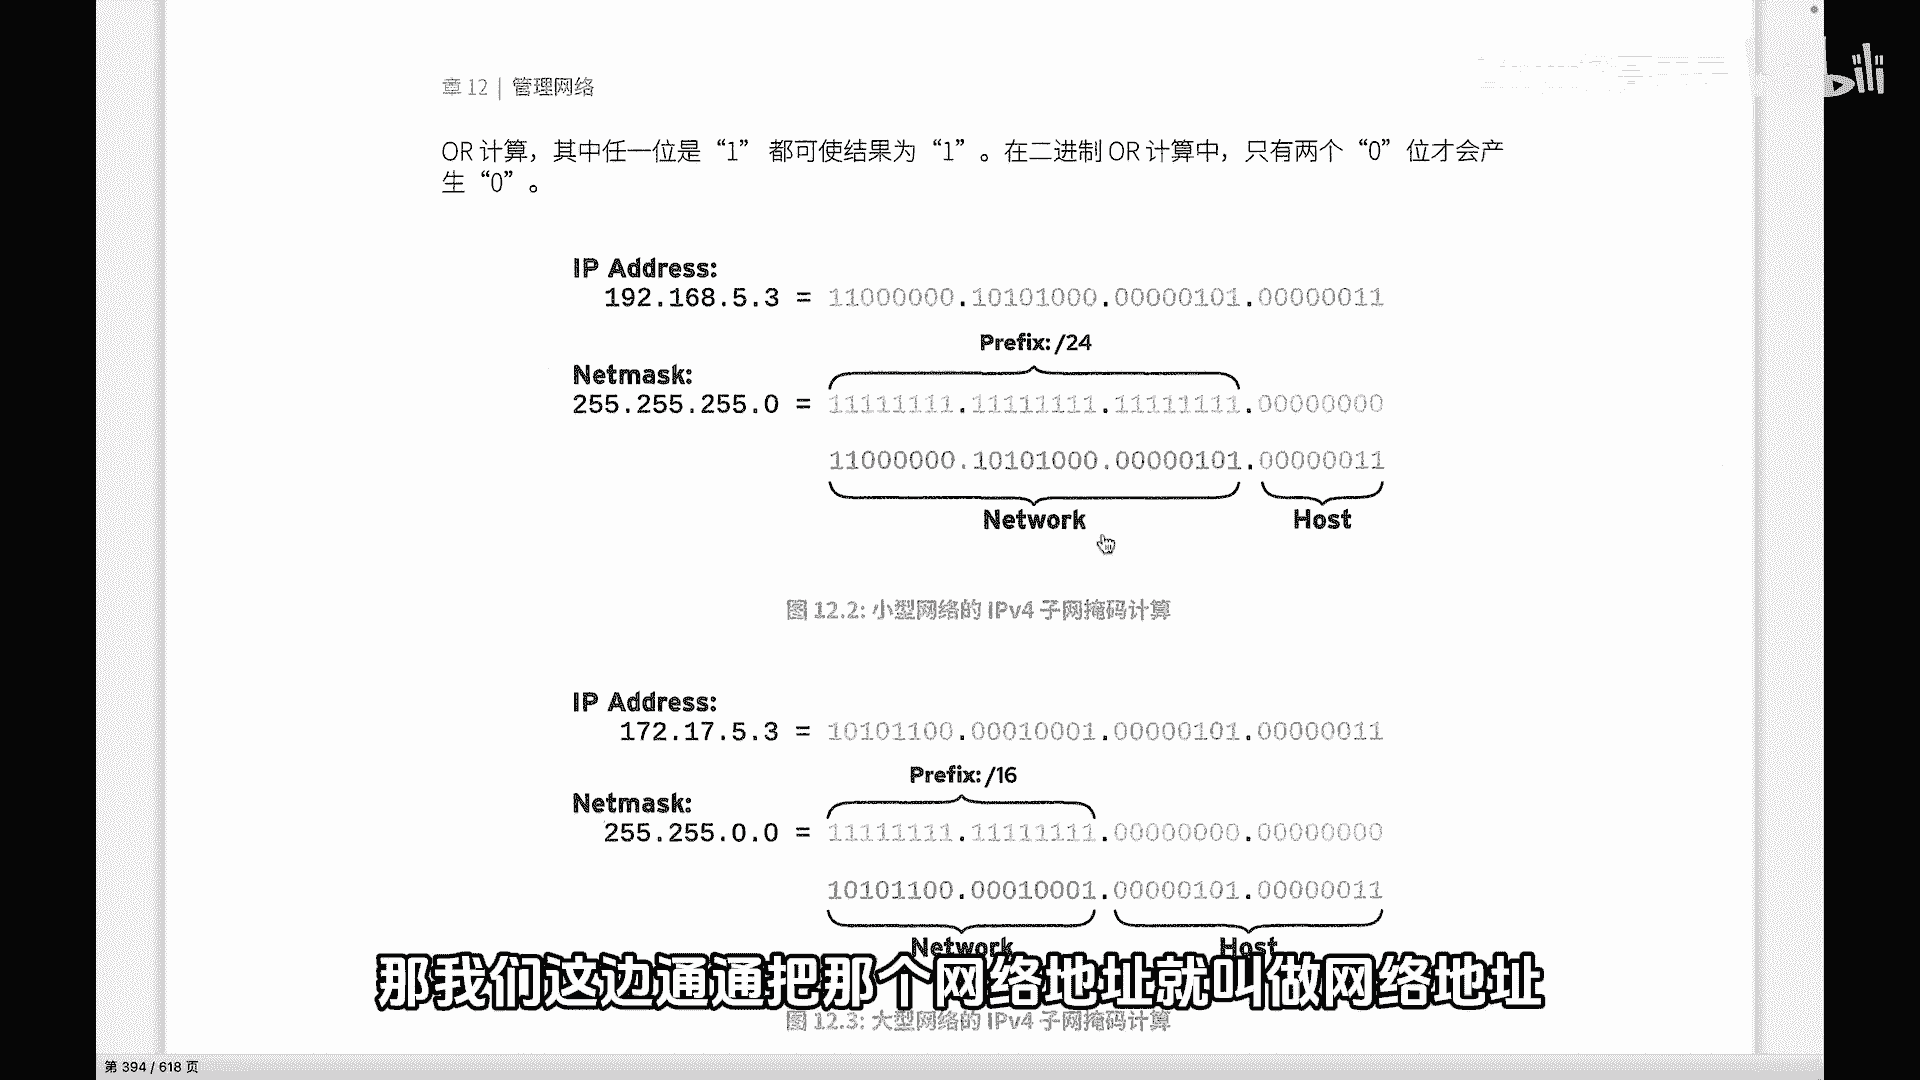 章 12 | 管理网络
bili
OR 计算，其中任一位是“1” 都可使结果为“1”。在二进制 OR 计算中，只有两个“0”位才会产
生“0”。
IP Address:
192.168.5.3 = 11000000.10101000.00000101.00000011
Prefix: /24
Netmask:
255.255.255.0 = 11111111.11111111.11111111.00000000
11000000.10101000.00000101.00000011
Network Host
图 12.2: 小型网络的 IPv4 子网掩码计算
IP Address:
172.17.5.3 = 10101100.00010001.00000101.00000011
Prefix: /16
Netmask:
255.255.0.0 = 11111111.11111111.00000000.00000000
10101100.00010001.00000101.00000011
Network Host
那我们这边通通把那个网络地址就叫做网络地址
图 12.3: 大型网络的 IPv4 子网掩码计算
第 394 / 618 页